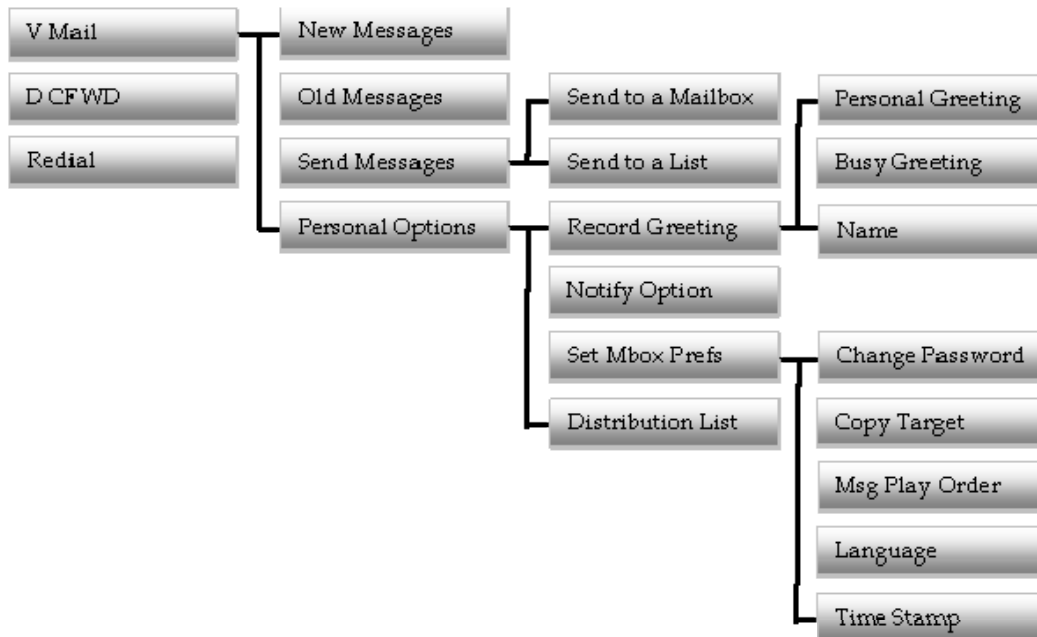 V Mail
New Messages
D CFWD
Old Messages
Send to a Mailbox
Personal Greeting
Redial
Send Messages
Send to a List
Busy Greeting
Personal Options
Record Greeting
Name
Notify Option
Set Mbox Prefs
Change Password
Distribution List
Copy Target
Msg Play Order
Language
Time Stamp